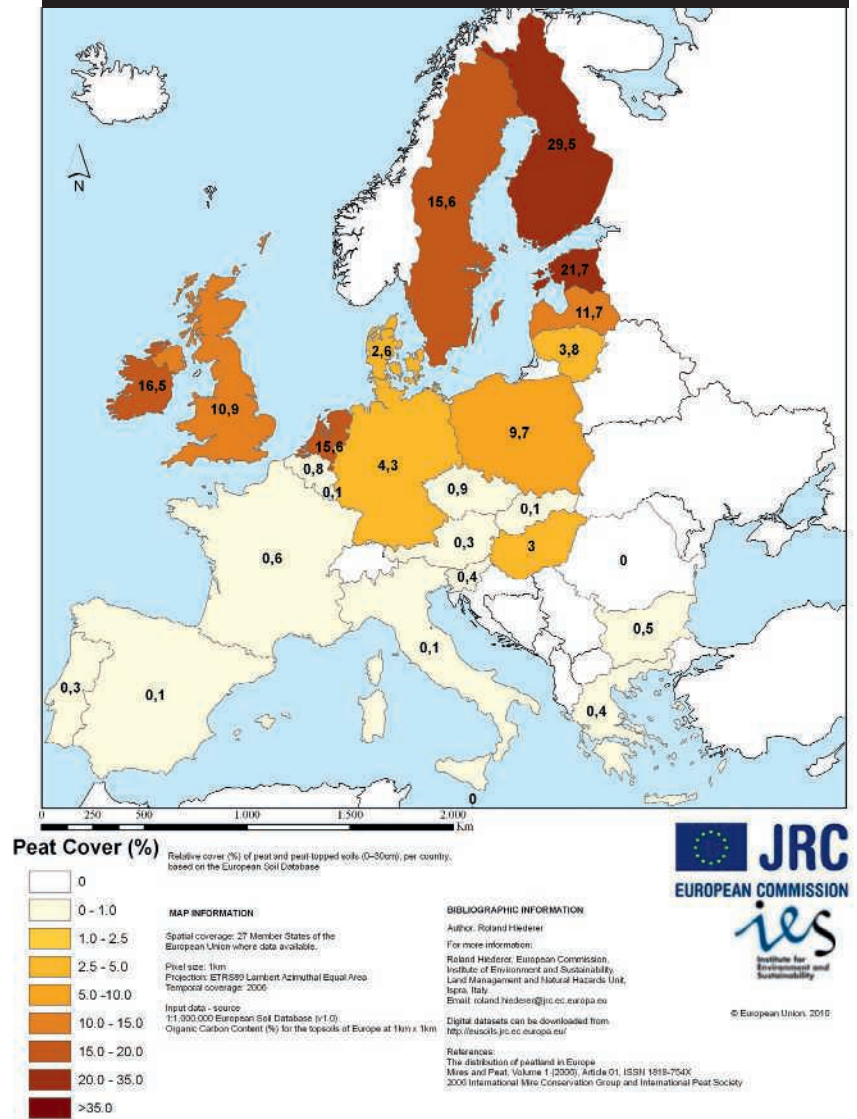 N
29,5
15,6
21,7
11,7
3,8
2,6
16,5
10,9
9,7
15,6
4,3
0,8
0,1
0,9
0,1
0,3
3
0
0,6
0,4
0,5
0,1
0,3
0,1
0,4
0
0 250 500 1.000 1.500 2.000
Km
Peat Cover (%)
0
0 - 1.0
1.0 - 2.5
2.5 - 5.0
5.0 -10.0
10.0 - 15.0
15.0 - 20.0
20.0 - 35.0
>35.0
Relative cover (%) of peat and peat-topped soils (0–30cm), per country,
based on the European Soil Database
MAP INFORMATION
Spatial coverage: 27 Member States of the
European Union where data available.
Pixel size: 1km
Projection: ETRS89 Lambert Azimuthal Equal Area
Temporal coverage: 2006
Input data - source
1:1,000,000 European Soil Database (v1.0)
Organic Carbon Content (%) for the topsoils of Europe at 1km x 1km
BIBLIOGRAPHIC INFORMATION
Author: Roland Hiederer
For more information:
Roland Hiederer, European Commission,
Institute of Environment and Sustainability,
Land Management and Natural Hazards Unit,
Ispra, Italy
Email: roland.hiederer@jrc.ec.europa.eu
Digital datasets can be downloaded from
http://eusoils.jrc.ec.europa.eu/
References:
The distribution of peatland in Europe
Mires and Peat, Volume 1 (2006), Article 01, ISSN 1819-754X
2006 International Mire Conservation Group and International Peat Society
JRC
EUROPEAN COMMISSION
ies
Institute for
Environment and
Sustainability
© European Union, 2010